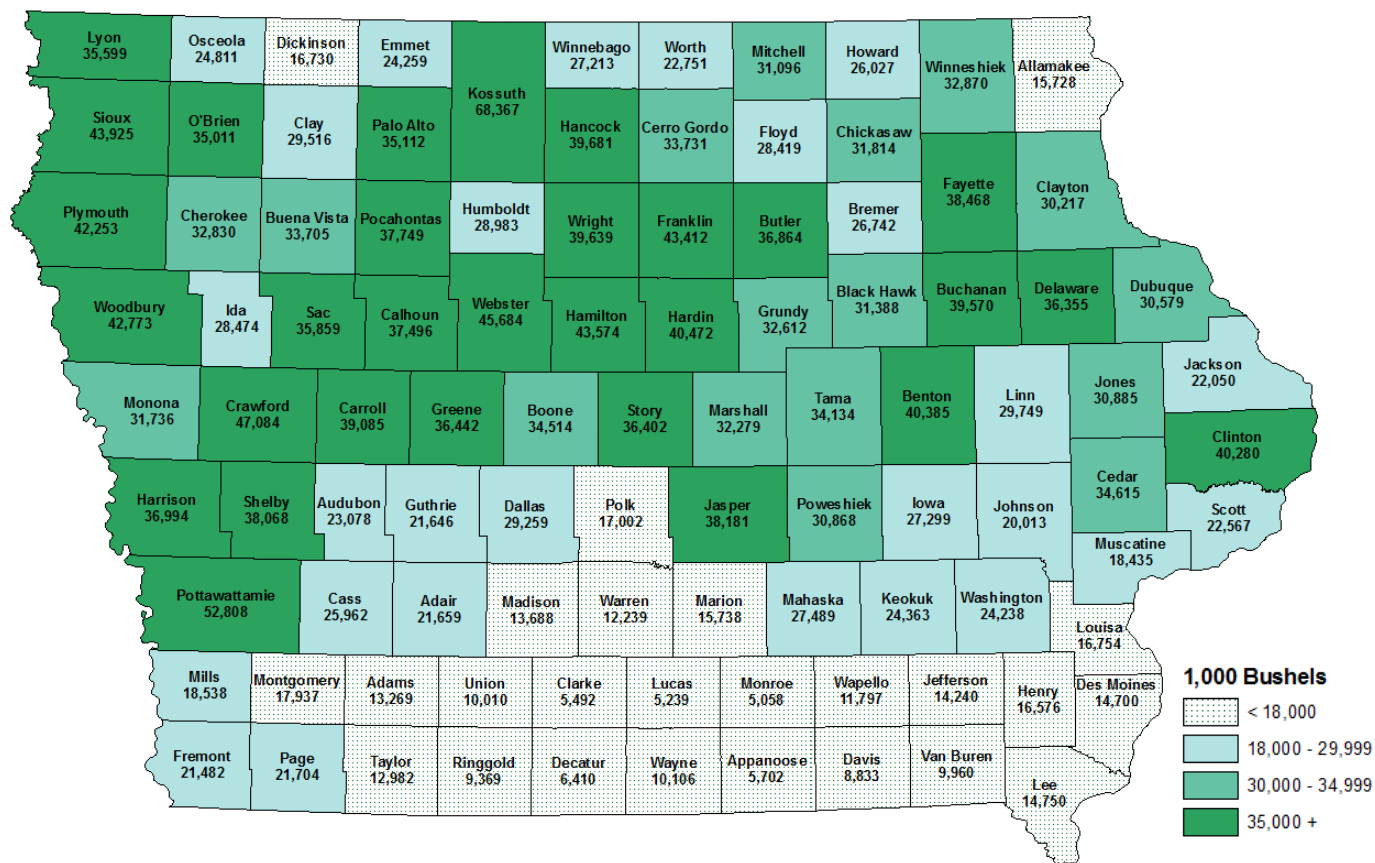 Lyon
35,599
Osceola
24,811
Dickinson
16,730
Emmet
24,259
Kossuth
68,367
Winnebago
27,213
Worth
22,751
Mitchell
31,096
Howard
26,027
Winneshiek
32,870
Allamakee
15,728
Sioux
43,925
O'Brien
35,011
Clay
29,516
Palo Alto
35,112
Hancock
39,681
Cerro Gordo
33,731
Floyd
28,419
Chickasaw
31,814
Fayette
38,468
Clayton
30,217
Plymouth
42,253
Cherokee
32,830
Buena Vista
33,705
Pocahontas
37,749
Humboldt
28,983
Wright
39,639
Franklin
43,412
Butler
36,864
Bremer
26,742
Woodbury
42,773
Ida
28,474
Sac
35,859
Calhoun
37,496
Webster
45,684
Hamilton
43,574
Hardin
40,472
Grundy
32,612
Black Hawk
31,388
Buchanan
39,570
Delaware
36,355
Dubuque
30,579
Jackson
22,050
Monona
31,736
Crawford
47,084
Carroll
39,085
Greene
36,442
Boone
34,514
Story
36,402
Marshall
32,279
Tama
34,134
Benton
40,385
Linn
29,749
Jones
30,885
Clinton
40,280
Harrison
36,994
Shelby
38,068
Audubon
23,078
Guthrie
21,646
Dallas
29,259
Polk
17,002
Jasper
38,181
Poweshiek
30,868
Iowa
27,299
Johnson
20,013
Cedar
34,615
Scott
22,567
Muscatine
18,435
Pottawattamie
52,808
Cass
25,962
Adair
21,659
Madison
13,688
Warren
12,239
Marion
15,738
Mahaska
27,489
Keokuk
24,363
Washington
24,238
Louisa
16,754
Mills
18,538
Montgomery
17,937
Adams
13,269
Union
10,010
Clarke
5,492
Lucas
5,239
Monroe
5,058
Wapello
11,797
Jefferson
14,240
Henry
16,576
Des Moines
14,700
Fremont
21,482
Page
21,704
Taylor
12,982
Ringgold
9,369
Decatur
6,410
Wayne
10,106
Appanoose
5,702
Davis
8,833
Van Buren
9,960
Lee
14,750
1,000 Bushels
< 18,000
18,000 - 29,999
30,000 - 34,999
35,000 +